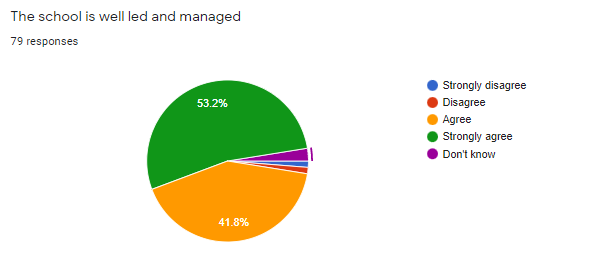 The school is well led and managed
79 responses
53.2%
41.8%
Strongly disagree
Disagree
Agree
Strongly agree
Don't know